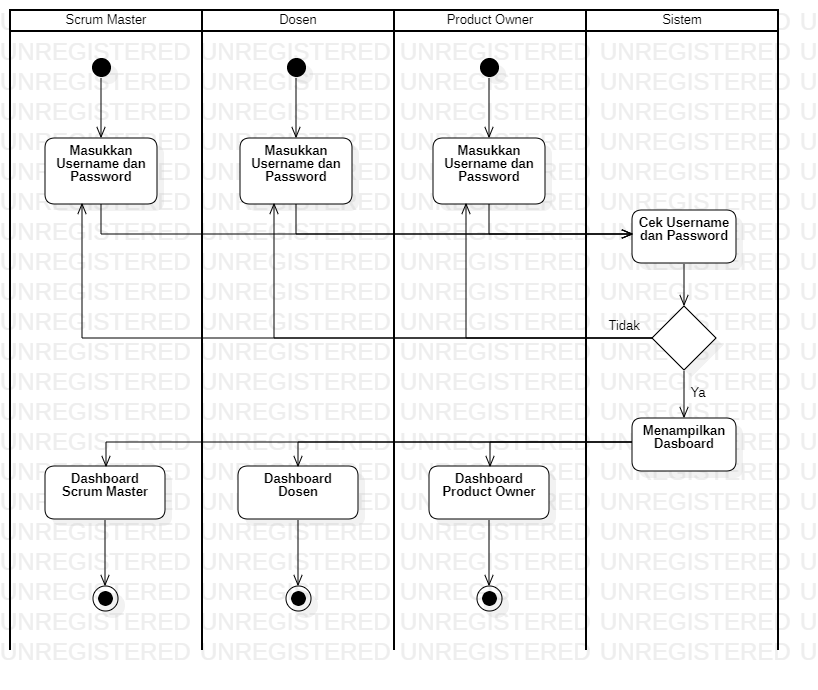 Scrum Master
Dosen
Product Owner
Sistem
Masukkan
Username dan
Password
Masukkan
Username dan
Password
Masukkan
Username dan
Password
Cek Username
dan Password
Tidak
Ya
Menampilkan
Dasboard
Dashboard
Scrum Master
Dashboard
Dosen
Dashboard
Product Owner
UNREGISTERED